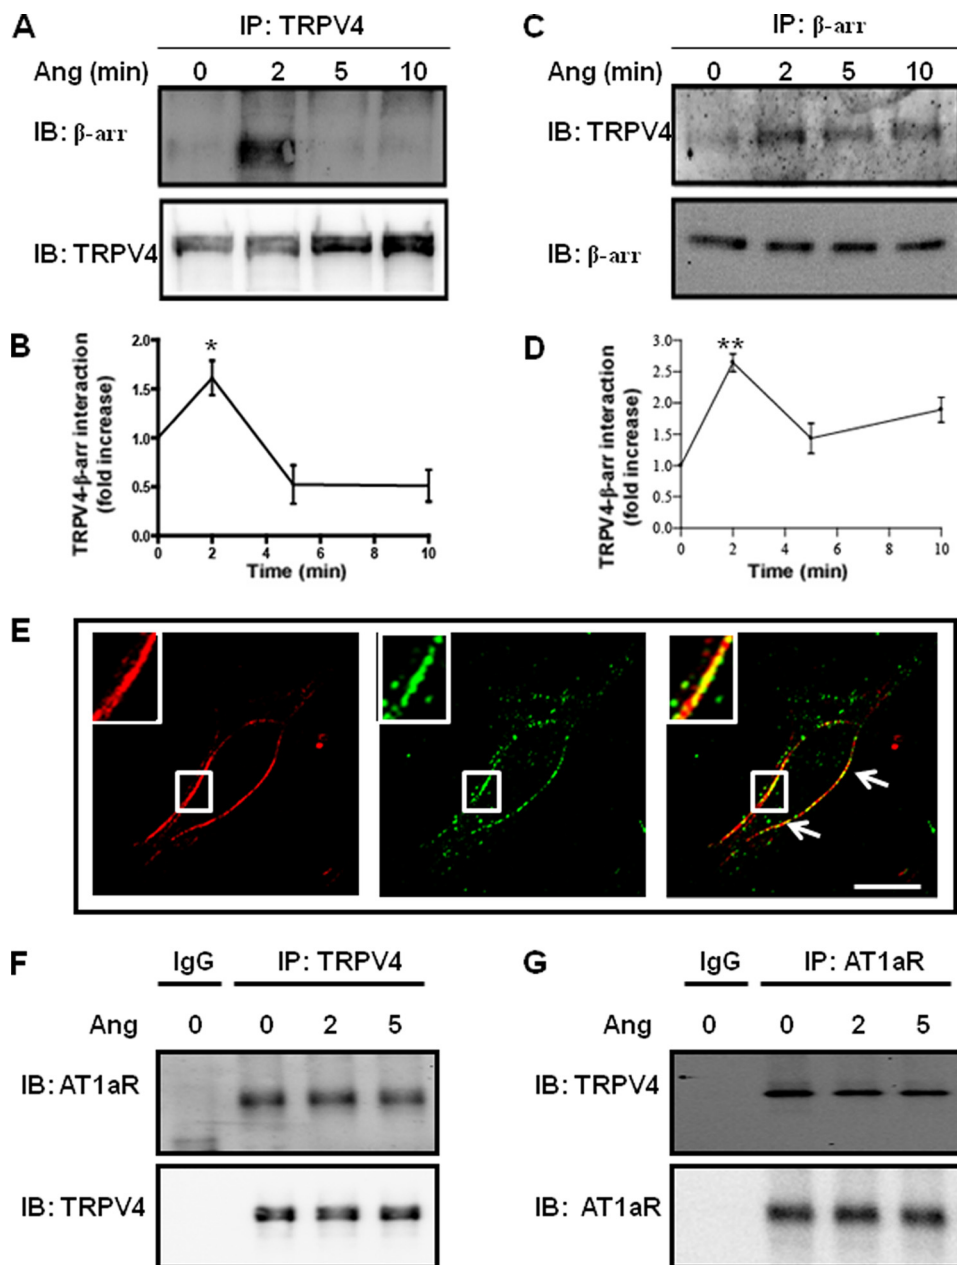 A
IP: TRPV4
Ang (min) 0 2 5 10
IB: β-arr
IB: TRPV4
C
IP: β-arr
Ang (min) 0 2 5 10
IB: TRPV4
IB: β-arr
B
TRPV4-β-arr interaction
(fold increase)
2.0
1.5
1.0
0.5
0.0
*
0 2 4 6 8 10
Time (min)
D
TRPV4-β-arr interaction
(fold increase)
3.0
2.5
2.0
1.5
1.0
0.5
0.0
**
0 2 4 6 8 10
Time (min)
E
F
IgG IP: TRPV4
Ang 0 0 2 5
IB: AT1aR
IB: TRPV4
G
IgG IP: AT1aR
Ang 0 0 2 5
IB: TRPV4
IB: AT1aR